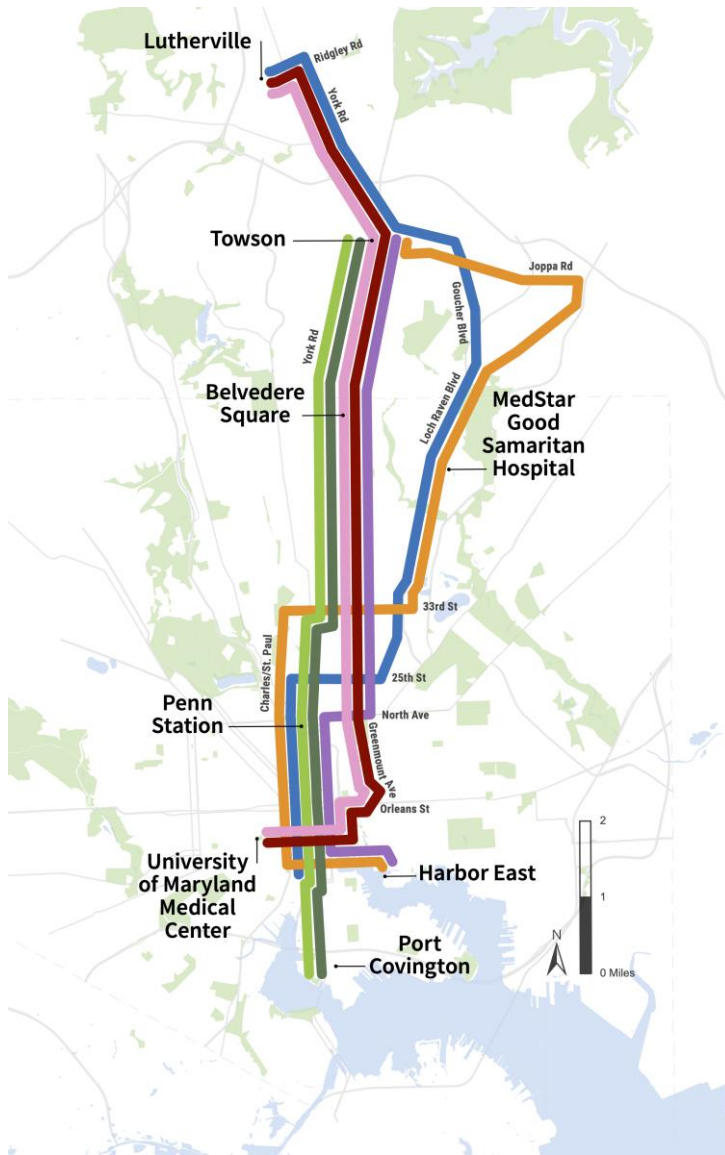 Lutherville
Ridgley Rd
York Rd
Towson
Joppa Rd
Goucher Blvd
York Rd
Belvedere
Square
Loch Raven Blvd
MedStar
Good
Samaritan
Hospital
33rd St
Charles/St. Paul
25th St
Penn
Station
North Ave
Greenmount Ave
Orleans St
University
of Maryland
Medical
Center
Harbor East
Port
Covington
N
2
1
0 Miles